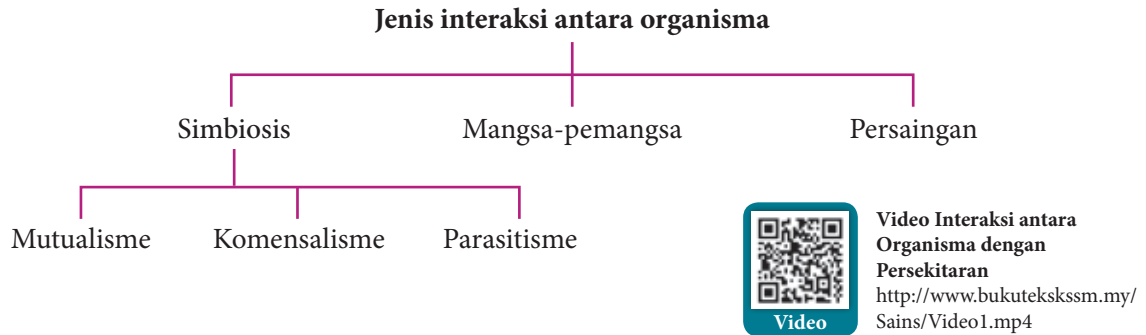 Jenis interaksi antara organisma
Simbiosis
Mangsa-pemangsa
Persaingan
Mutualisme
Komensalisme
Parasitisme
Video
Video Interaksi antara
Organisma dengan
Persekitaran
http://www.bukutekskssm.my/
Sains/Video1.mp4